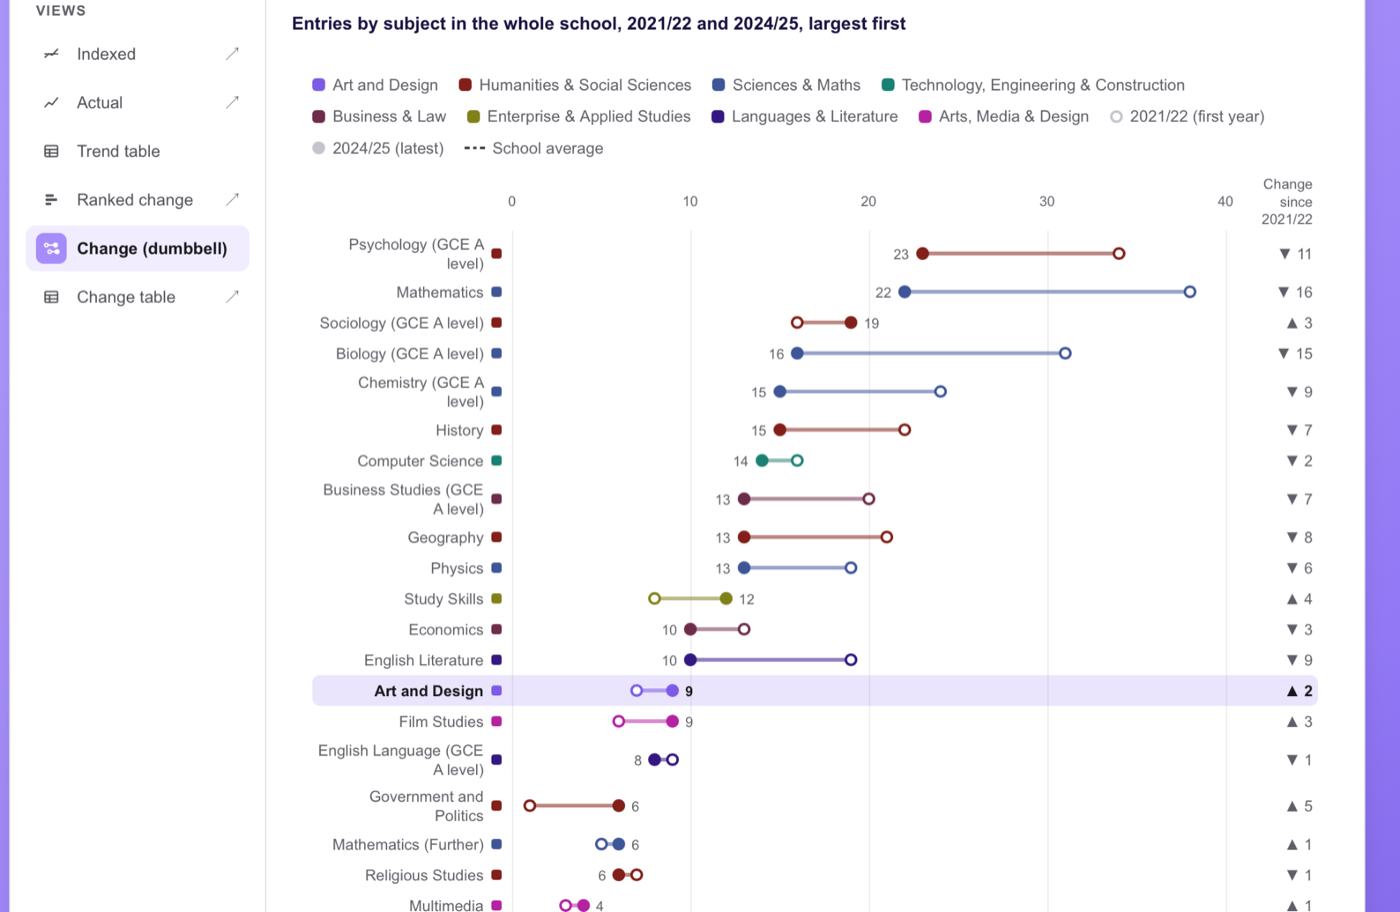 VIEWS
Indexed
Actual
Trend table
Ranked change
Change (dumbbell)
Change table
Entries by subject in the whole school, 2021/22 and 2024/25, largest first
Art and Design Humanities & Social Sciences Sciences & Maths Technology, Engineering & Construction
Business & Law Enterprise & Applied Studies Languages & Literature Arts, Media & Design 2021/22 (first year)
2024/25 (latest) School average
0 10 20 30 40 Change
since
2021/22
Psychology (GCE A
level) 23 ▼ 11
Mathematics 22 ▼ 16
Sociology (GCE A level) 19 ▲ 3
Biology (GCE A level) 16 ▼ 15
Chemistry (GCE A
level) 15 ▼ 9
History 15 ▼ 7
Computer Science 14 ▼ 2
Business Studies (GCE
A level) 13 ▼ 7
Geography 13 ▼ 8
Physics 13 ▼ 6
Study Skills 12 ▲ 4
Economics 10 ▼ 3
English Literature 10 ▼ 9
Art and Design 9 ▲ 2
Film Studies 9 ▲ 3
English Language (GCE
A level) 8 ▼ 1
Government and
Politics 6 ▲ 5
Mathematics (Further) 6 ▲ 1
Religious Studies 6 ▼ 1
Multimedia 4 ▲ 1